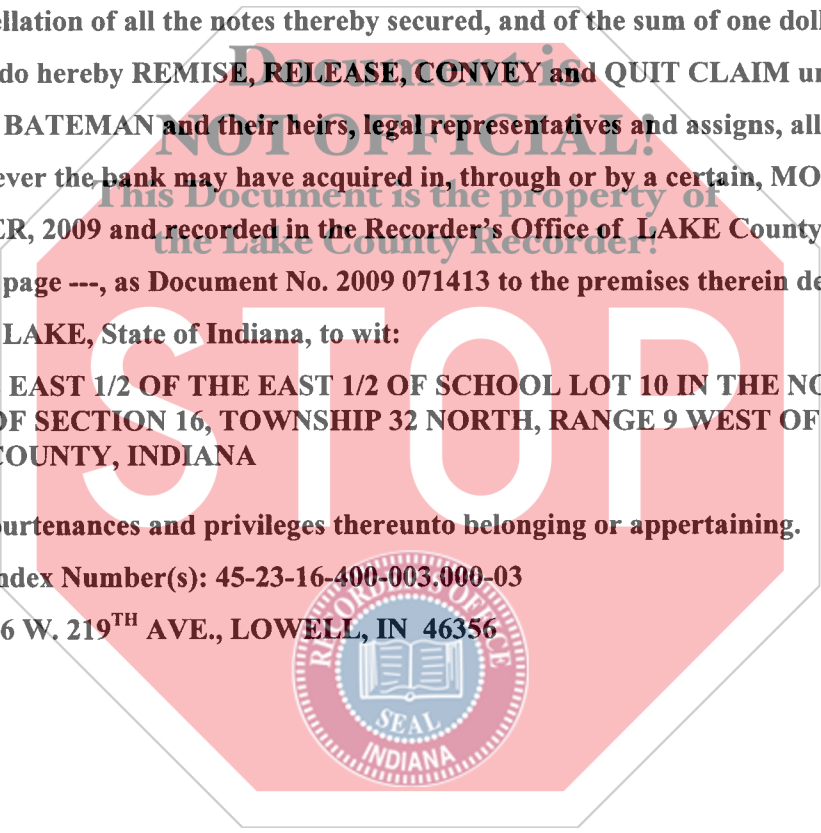 ellation of all the notes thereby secured, and of the sum of one doll
Document is
do hereby REMISE, RELEASE, CONVEY and QUIT CLAIM un
BATEMAN and their heirs, legal representatives and assigns, all
NOT OFFICIAL!
ever the bank may have acquired in, through or by a certain, MO
This Document is the property of
ER, 2009 and recorded in the Recorder's Office of LAKE County
the Lake County Recorder!
page ---, as Document No. 2009 071413 to the premises therein de
LAKE, State of Indiana, to wit:
STOP
EAST 1/2 OF THE EAST 1/2 OF SCHOOL LOT 10 IN THE NO
OF SECTION 16, TOWNSHIP 32 NORTH, RANGE 9 WEST OF
COUNTY, INDIANA
purtenances and privileges thereunto belonging or appertaining.
ndex Number(s): 45-23-16-400-003.000-03
6 W. 219TH AVE., LOWELL, IN 46356
RECORDER'S OFFICE
SEAL
INDIANA